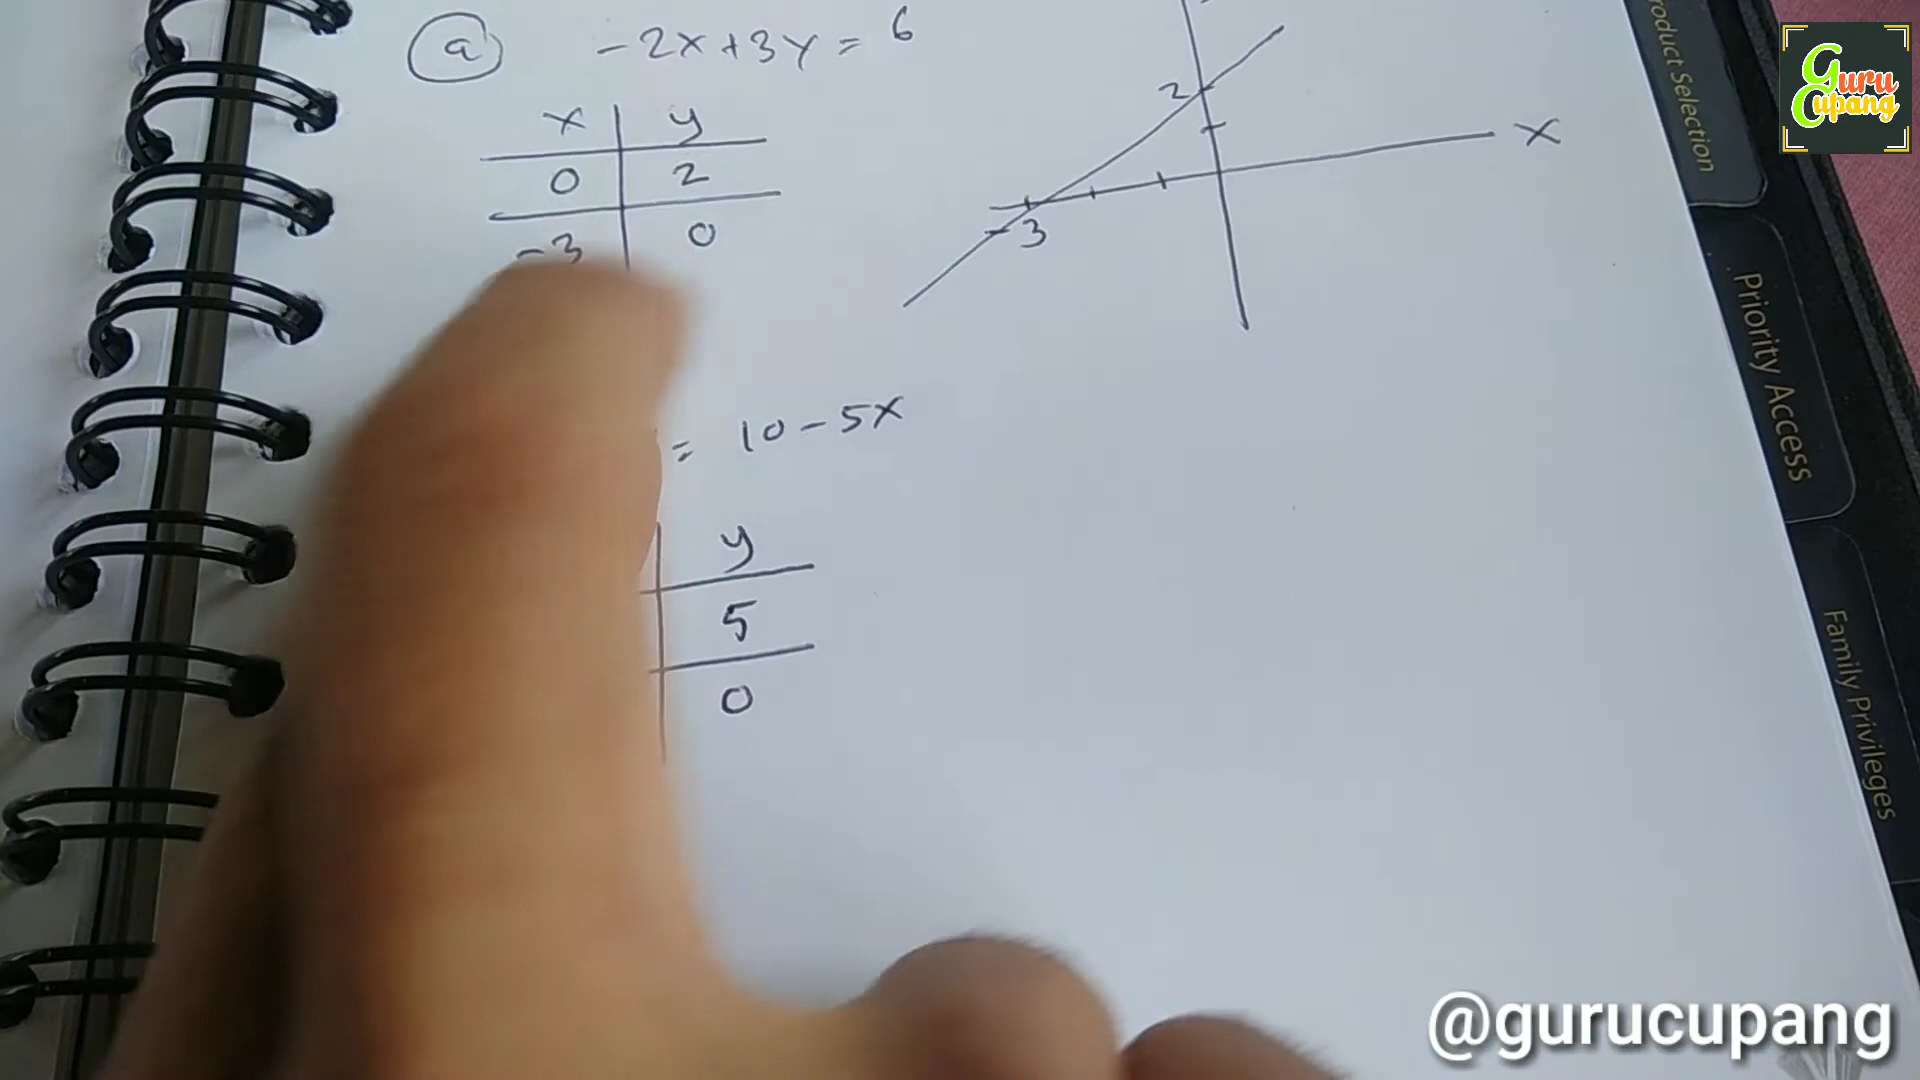 a -2x+3y=6
x y
0 2
-3 0
2
x
-3
= 10-5x
y
5
0
Guru Cupang
roduct Selection
Priority Access
Family Privileges
@gurucupang